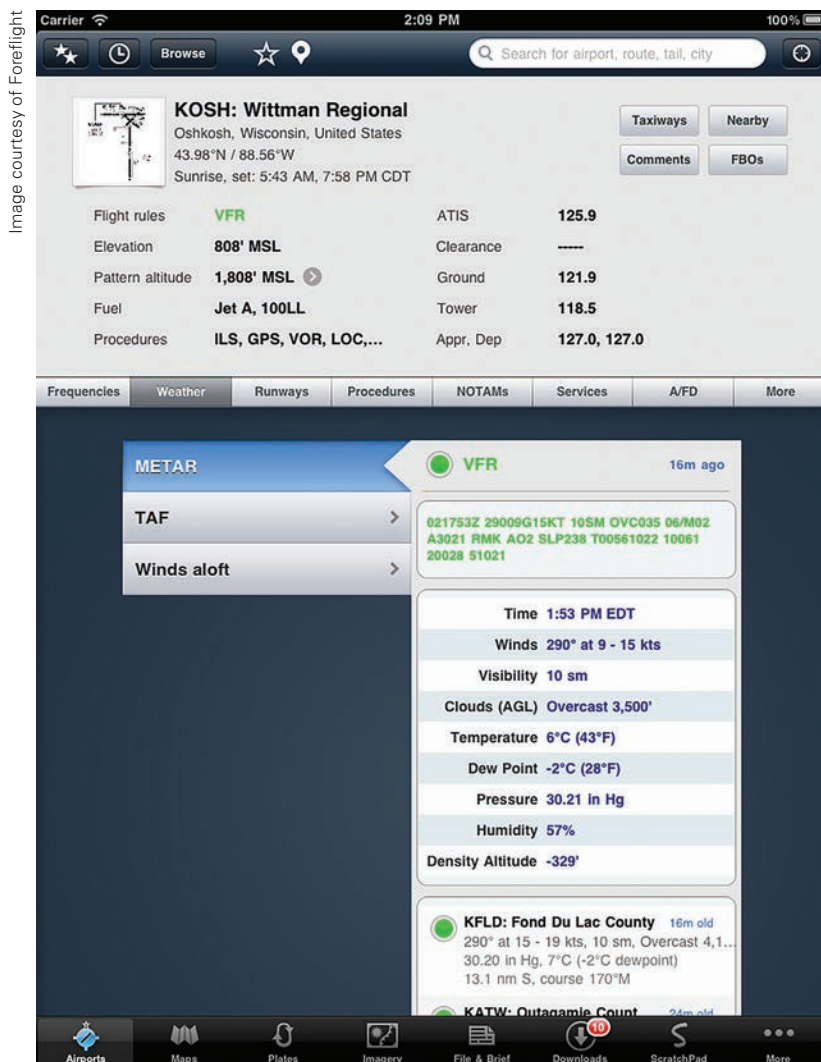 Image courtesy of Foreflight
Carrier 2:09 PM 100%
Browse Search for airport, route, tail, city
KOSH: Wittman Regional
Oshkosh, Wisconsin, United States
43.98°N / 88.56°W
Sunrise, set: 5:43 AM, 7:58 PM CDT
Taxiways Nearby
Comments FBOs
Flight rules VFR ATIS 125.9
Elevation 808' MSL Clearance -----
Pattern altitude 1,808' MSL Ground 121.9
Fuel Jet A, 100LL Tower 118.5
Procedures ILS, GPS, VOR, LOC,... Appr, Dep 127.0, 127.0
Frequencies Weather Runways Procedures NOTAMs Services A/FD More
METAR
TAF
Winds aloft
VFR 16m ago
021753Z 29009G15KT 10SM OVC035 06/M02
A3021 RMK AO2 SLP238 T00561022 10061
20028 51021
Time 1:53 PM EDT
Winds 290° at 9 - 15 kts
Visibility 10 sm
Clouds (AGL) Overcast 3,500'
Temperature 6°C (43°F)
Dew Point -2°C (28°F)
Pressure 30.21 in Hg
Humidity 57%
Density Altitude -329'
KFLD: Fond Du Lac County 16m old
290° at 15 - 19 kts, 10 sm, Overcast 4,1...
30.20 in Hg, 7°C (-2°C dewpoint)
13.1 nm S, course 170°M
KATW: Outagamie Count 24m old
10
Airports Maps Plates Imagery File & Brief Downloads ScratchPad More